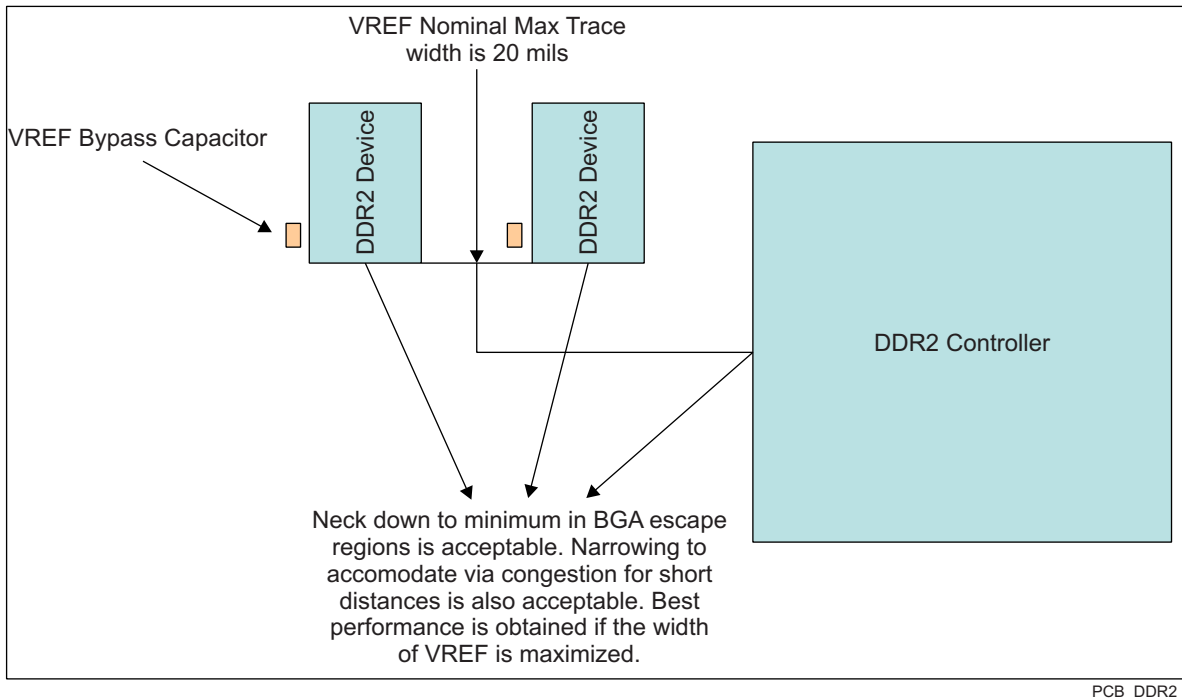 VREF Nominal Max Trace
width is 20 mils
VREF Bypass Capacitor
DDR2 Device
DDR2 Device
DDR2 Controller
Neck down to minimum in BGA escape
regions is acceptable. Narrowing to
accomodate via congestion for short
distances is also acceptable. Best
performance is obtained if the width
of VREF is maximized.
PCB_DDR2